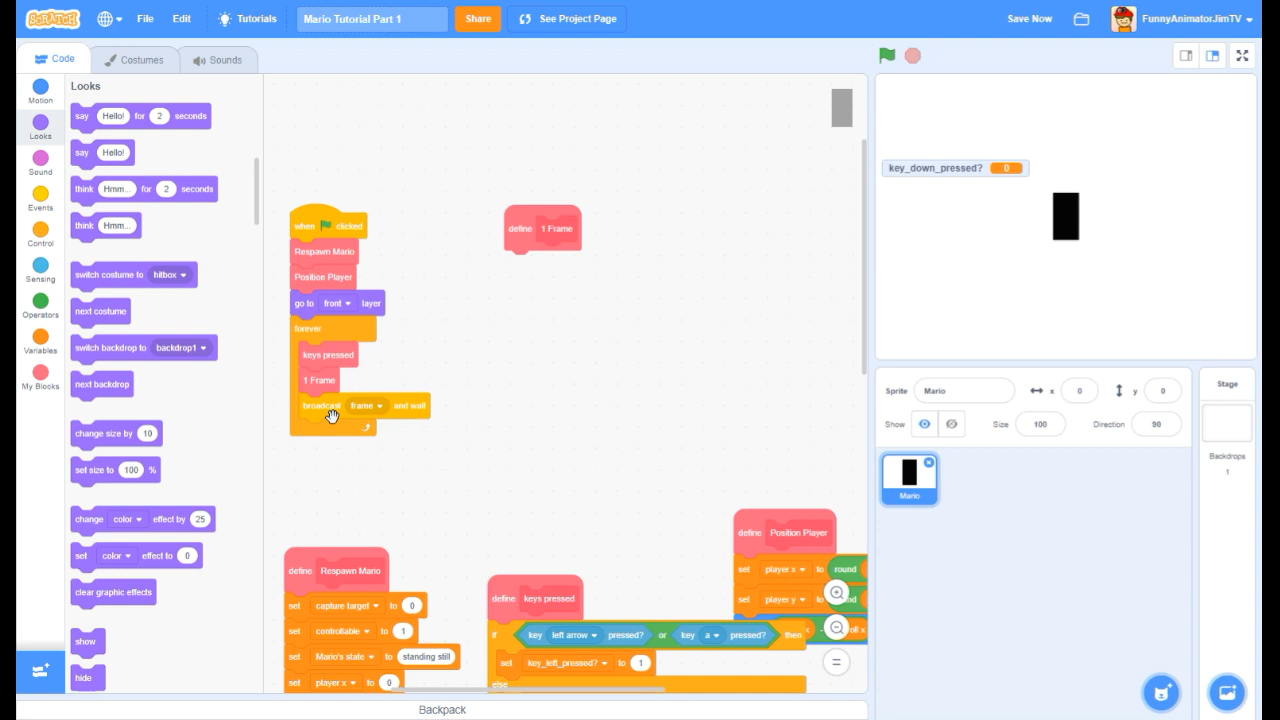 SCRATCH File Edit Tutorials Mario Tutorial Part 1 Share See Project Page Save Now FunnyAnimatorJimTV
Code Costumes Sounds
Motion
Looks
Sound
Events
Control
Sensing
Operators
Variables
My Blocks
Looks
say Hello! for 2 seconds
say Hello!
think Hmm... for 2 seconds
think Hmm...
switch costume to hitbox
next costume
switch backdrop to backdrop1
next backdrop
change size by 10
set size to 100 %
change color effect by 25
set color effect to 0
clear graphic effects
show
hide
when clicked
Respawn Mario
Position Player
go to front layer
forever
keys pressed
1 Frame
broadcast frame and wait
define 1 Frame
define Respawn Mario
set capture target to 0
set controllable to 1
set Mario's state to standing still
set player x to 0
define keys pressed
if key left arrow pressed? or key a pressed? then
set key_left_pressed? to 1
else
define Position Player
set player x to round
set player y to
Backpack
key_down_pressed? 0
Sprite Mario x 0 y 0
Show Size 100 Direction 90
Mario
Stage
Backdrops
1